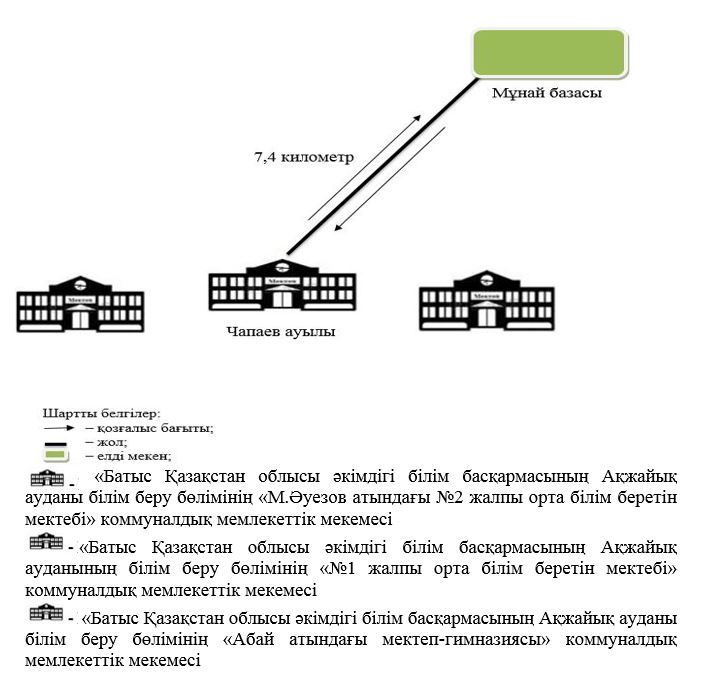 Мұнай базасы
7,4 километр
Мектеп
Мектеп
Мектеп
Чапаев ауылы
Шартты белгілер:
– қозғалыс бағыты;
– жол;
– елді мекен;
- «Батыс Қазақстан облысы әкімдігі білім басқармасының Ақжайық
ауданы білім беру бөлімінің «М.Әуезов атындағы №2 жалпы орта білім беретін
мектебі» коммуналдық мемлекеттік мекемесі
- «Батыс Қазақстан облысы әкімдігі білім басқармасының Ақжайық
ауданының білім беру бөлімінің «№1 жалпы орта білім беретін мектебі»
коммуналдық мемлекеттік мекемесі
- «Батыс Қазақстан облысы әкімдігі білім басқармасының Ақжайық ауданы
білім беру бөлімінің «Абай атындағы мектеп-гимназиясы» коммуналдық
мемлекеттік мекемесі